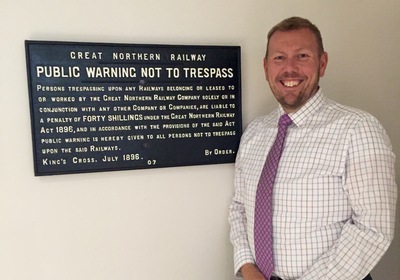 GREAT NORTHERN RAILWAY
PUBLIC WARNING NOT TO TRESPASS
PERSONS TRESPASSING UPON ANY RAILWAYS BELONGING OR LEASED TO
OR WORKED BY THE GREAT NORTHERN RAILWAY COMPANY SOLELY OR IN
CONJUNCTION WITH ANY OTHER COMPANY OR COMPANIES, ARE LIABLE TO
A PENALTY OF FORTY SHILLINGS UNDER THE GREAT NORTHERN RAILWAY
ACT 1896, AND IN ACCORDANCE WITH THE PROVISIONS OF THE SAID ACT
PUBLIC WARNING IS HEREBY GIVEN TO ALL PERSONS NOT TO TRESPASS
UPON THE SAID RAILWAYS.
BY ORDER.
KING'S CROSS. JULY 1896. 07